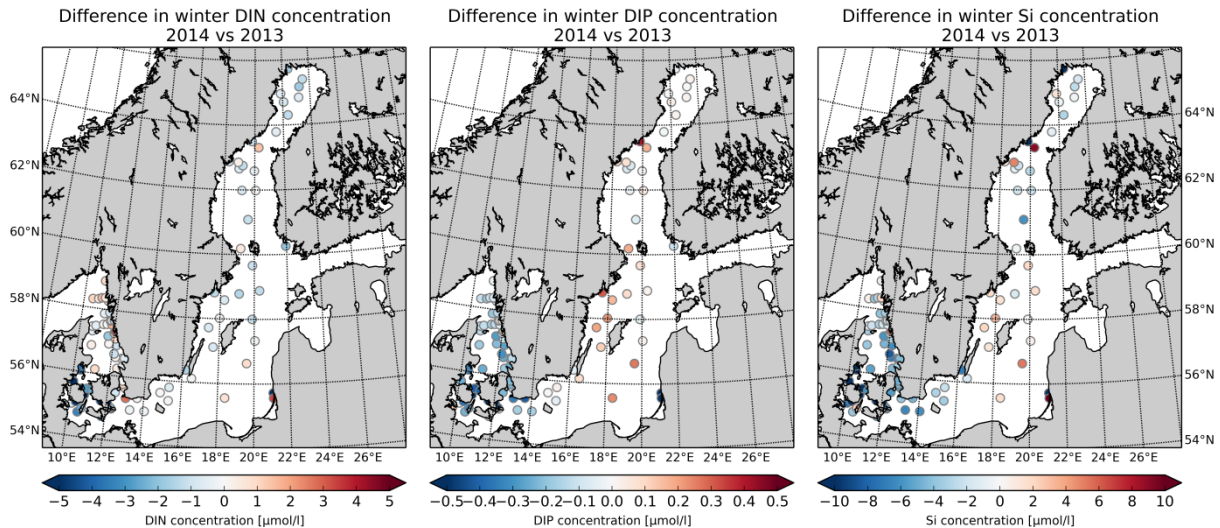 Difference in winter DIN concentration
2014 vs 2013
Difference in winter DIP concentration
2014 vs 2013
Difference in winter Si concentration
2014 vs 2013
64°N
62°N
60°N
58°N
56°N
54°N
64°N
62°N
60°N
58°N
56°N
54°N
10°E 12°E 14°E 16°E 18°E 20°E 22°E 24°E 26°E
10°E 12°E 14°E 16°E 18°E 20°E 22°E 24°E 26°E
10°E 12°E 14°E 16°E 18°E 20°E 22°E 24°E 26°E
−5 −4 −3 −2 −1 0 1 2 3 4 5
DIN concentration [μmol/l]
−0.5 −0.4 −0.3 −0.2 −0.1 0.0 0.1 0.2 0.3 0.4 0.5
DIP concentration [μmol/l]
−10 −8 −6 −4 −2 0 2 4 6 8 10
Si concentration [μmol/l]